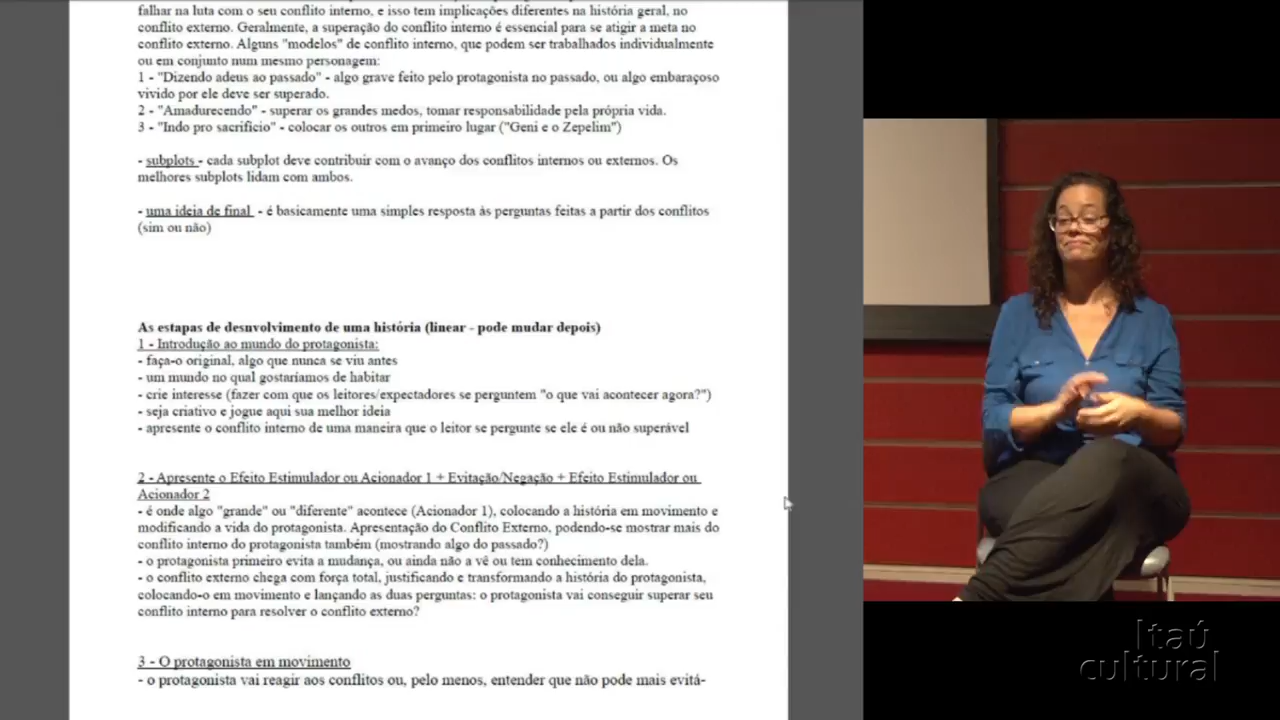 falhar na luta com o seu conflito interno, e isso tem implicações diferentes na história geral, no
conflito externo. Geralmente, a superação do conflito interno é essencial para se atigir a meta no
conflito externo. Alguns "modelos" de conflito interno, que podem ser trabalhados individualmente
ou em conjunto num mesmo personagem:
1 - "Dizendo adeus ao passado" - algo grave feito pelo protagonista no passado, ou algo embaraçoso
vivido por ele deve ser superado.
2 - "Amadurecendo" - superar os grandes medos, tomar responsabilidade pela própria vida.
3 - "Indo pro sacrifício" - colocar os outros em primeiro lugar ("Geni e o Zepelim")
- subplots - cada subplot deve contribuir com o avanço dos conflitos internos ou externos. Os
melhores subplots lidam com ambos.
- uma ideia de final - é basicamente uma simples resposta às perguntas feitas a partir dos conflitos
(sim ou não)
As estapas de desnvolvimento de uma história (linear - pode mudar depois)
1 - Introdução ao mundo do protagonista:
- faça-o original, algo que nunca se viu antes
- um mundo no qual gostaríamos de habitar
- crie interesse (fazer com que os leitores/expectadores se perguntem "o que vai acontecer agora?")
- seja criativo e jogue aqui sua melhor ideia
- apresente o conflito interno de uma maneira que o leitor se pergunte se ele é ou não superável
2 - Apresente o Efeito Estimulador ou Acionador 1 + Evitação/Negação + Efeito Estimulador ou
Acionador 2
- é onde algo "grande" ou "diferente" acontece (Acionador 1), colocando a história em movimento e
modificando a vida do protagonista. Apresentação do Conflito Externo, podendo-se mostrar mais do
conflito interno do protagonista também (mostrando algo do passado?)
- o protagonista primeiro evita a mudança, ou ainda não a vê ou tem conhecimento dela.
- o conflito externo chega com força total, justificando e transformando a história do protagonista,
colocando-o em movimento e lançando as duas perguntas: o protagonista vai conseguir superar seu
conflito interno para resolver o conflito externo?
3 - O protagonista em movimento
- o protagonista vai reagir aos conflitos ou, pelo menos, entender que não pode mais evitá-
Itaú
cultural